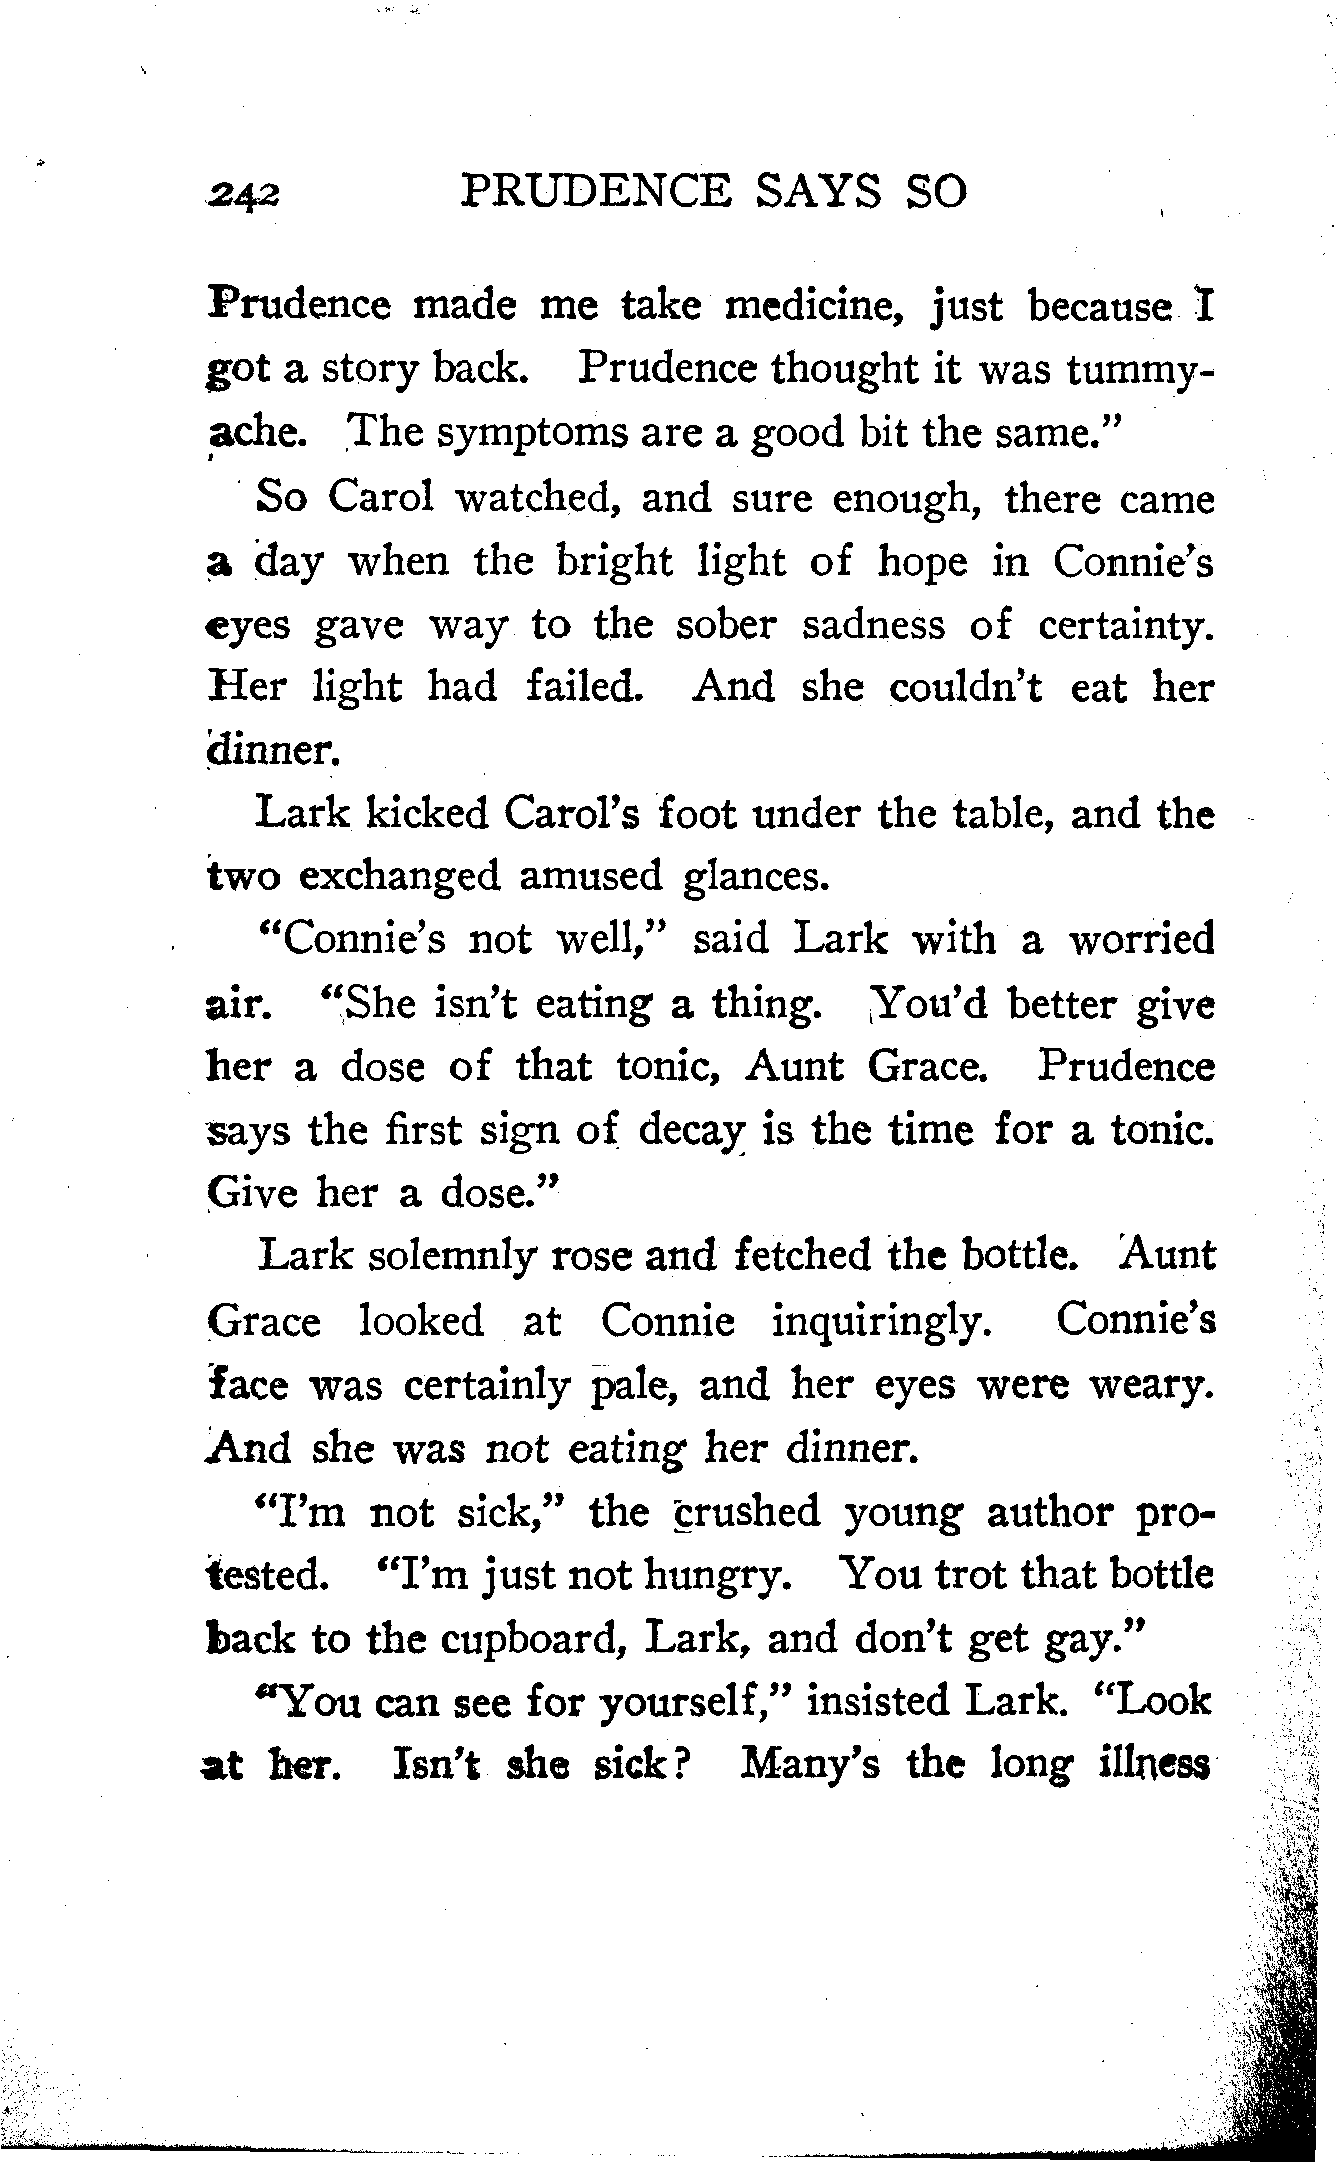 242 PRUDENCE SAYS SO
Prudence made me take medicine, just because I
got a story back. Prudence thought it was tummy-
ache. The symptoms are a good bit the same."
So Carol watched, and sure enough, there came
a day when the bright light of hope in Connie's
eyes gave way to the sober sadness of certainty.
Her light had failed. And she couldn't eat her
dinner.
Lark kicked Carol's foot under the table, and the
two exchanged amused glances.
"Connie's not well," said Lark with a worried
air. "She isn't eating a thing. You'd better give
her a dose of that tonic, Aunt Grace. Prudence
says the first sign of decay is the time for a tonic.
Give her a dose."
Lark solemnly rose and fetched the bottle. Aunt
Grace looked at Connie inquiringly. Connie's
face was certainly pale, and her eyes were weary.
And she was not eating her dinner.
"I'm not sick," the crushed young author pro-
tested. "I'm just not hungry. You trot that bottle
back to the cupboard, Lark, and don't get gay."
"You can see for yourself," insisted Lark. "Look
at her. Isn't she sick? Many's the long illness